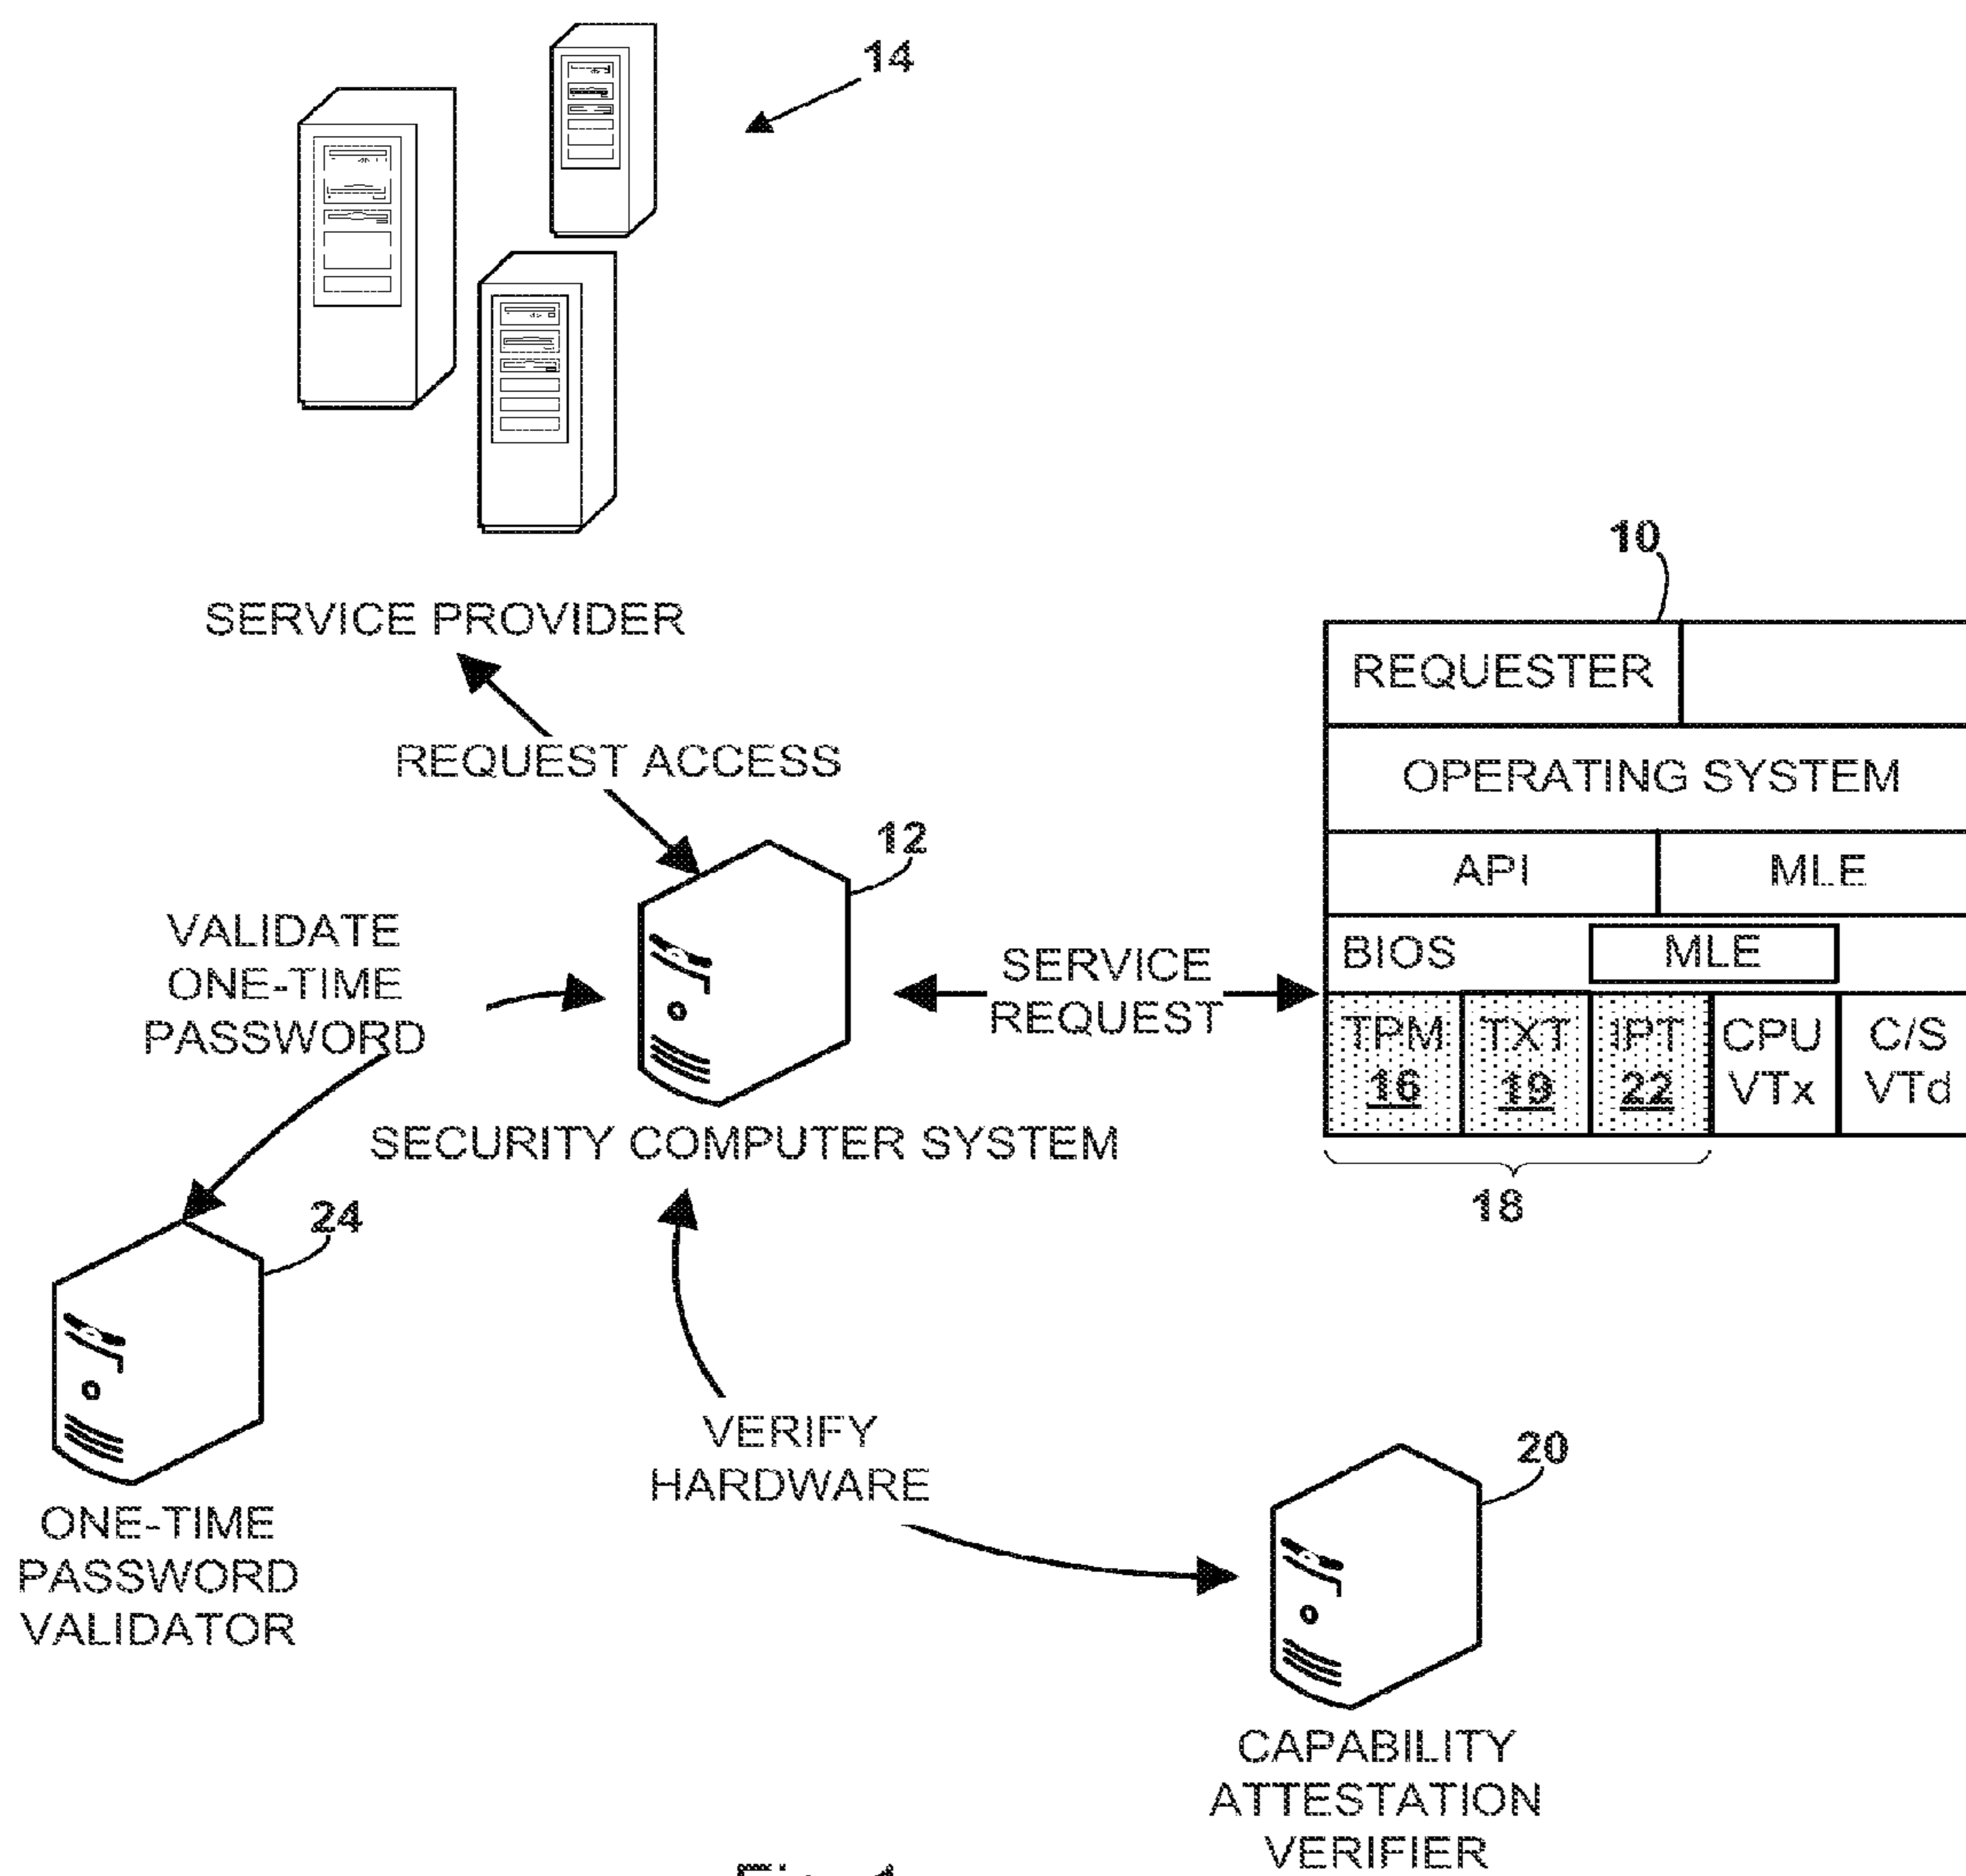 14
SERVICE PROVIDER
10
REQUESTER
OPERATING SYSTEM
API MLE
BIOS MLE
TPM TXT IPT CPU C/S
16 19 22 VTx VTd
18
REQUEST ACCESS
12
SERVICE
REQUEST
VALIDATE
ONE-TIME
PASSWORD
SECURITY COMPUTER SYSTEM
24
ONE-TIME
PASSWORD
VALIDATOR
VERIFY
HARDWARE
20
CAPABILITY
ATTESTATION
VERIFIER
Fig. 1